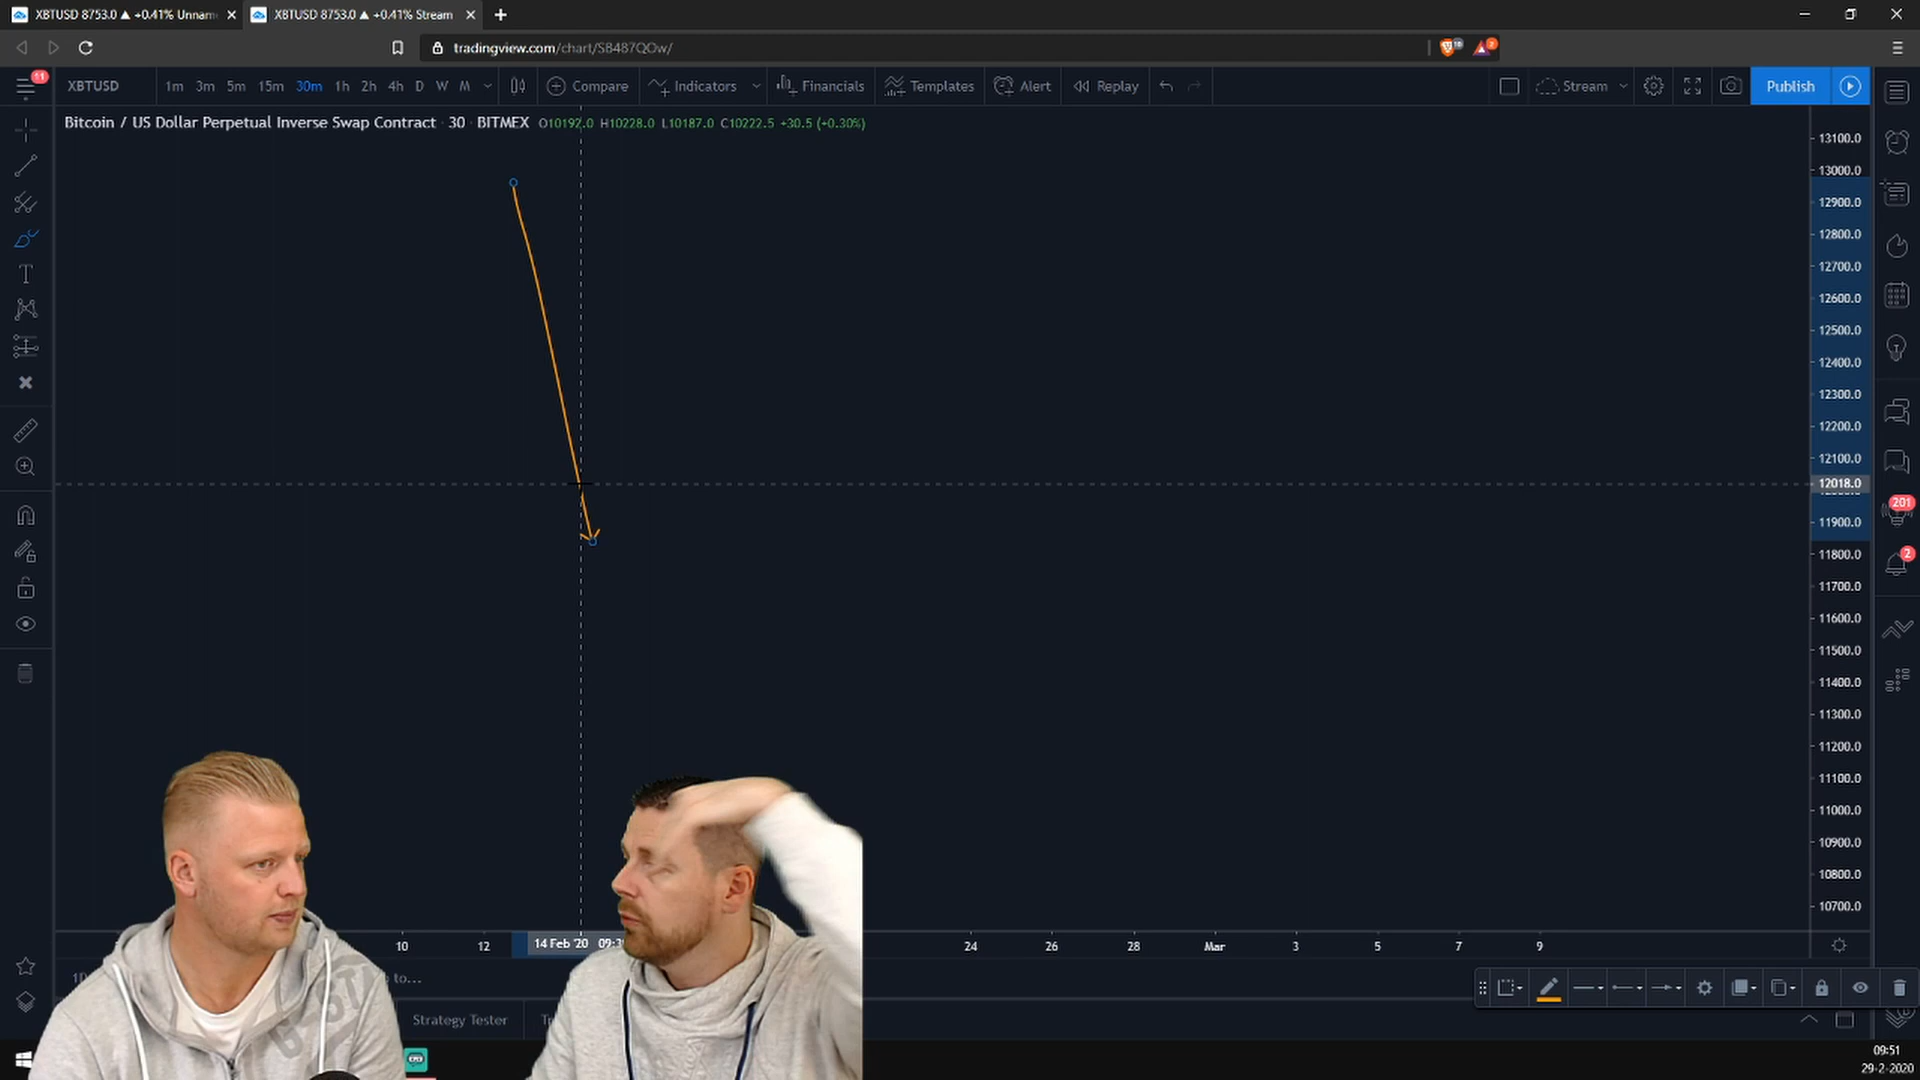 XBTUSD 8753.0 ▲ +0.41% Unnam
XBTUSD 8753.0 ▲ +0.41% Stream
tradingview.com/chart/SB487QOw/
11
XBTUSD
1m 3m 5m 15m 30m 1h 2h 4h D W M
Compare
Indicators
Financials
Templates
Alert
Replay
Stream
Publish
Bitcoin / US Dollar Perpetual Inverse Swap Contract · 30 · BITMEX O10192.0 H10228.0 L10187.0 C10222.5 +30.5 (+0.30%)
13100.0
13000.0
12900.0
12800.0
12700.0
12600.0
12500.0
12400.0
12300.0
12200.0
12100.0
12018.0
11900.0
11800.0
11700.0
11600.0
11500.0
11400.0
11300.0
11200.0
11100.0
11000.0
10900.0
10800.0
10700.0
201
2
10 12 14 Feb '20 24 26 28 Mar 3 5 7 9
to...
Strategy Tester
09:51
29-2-2020